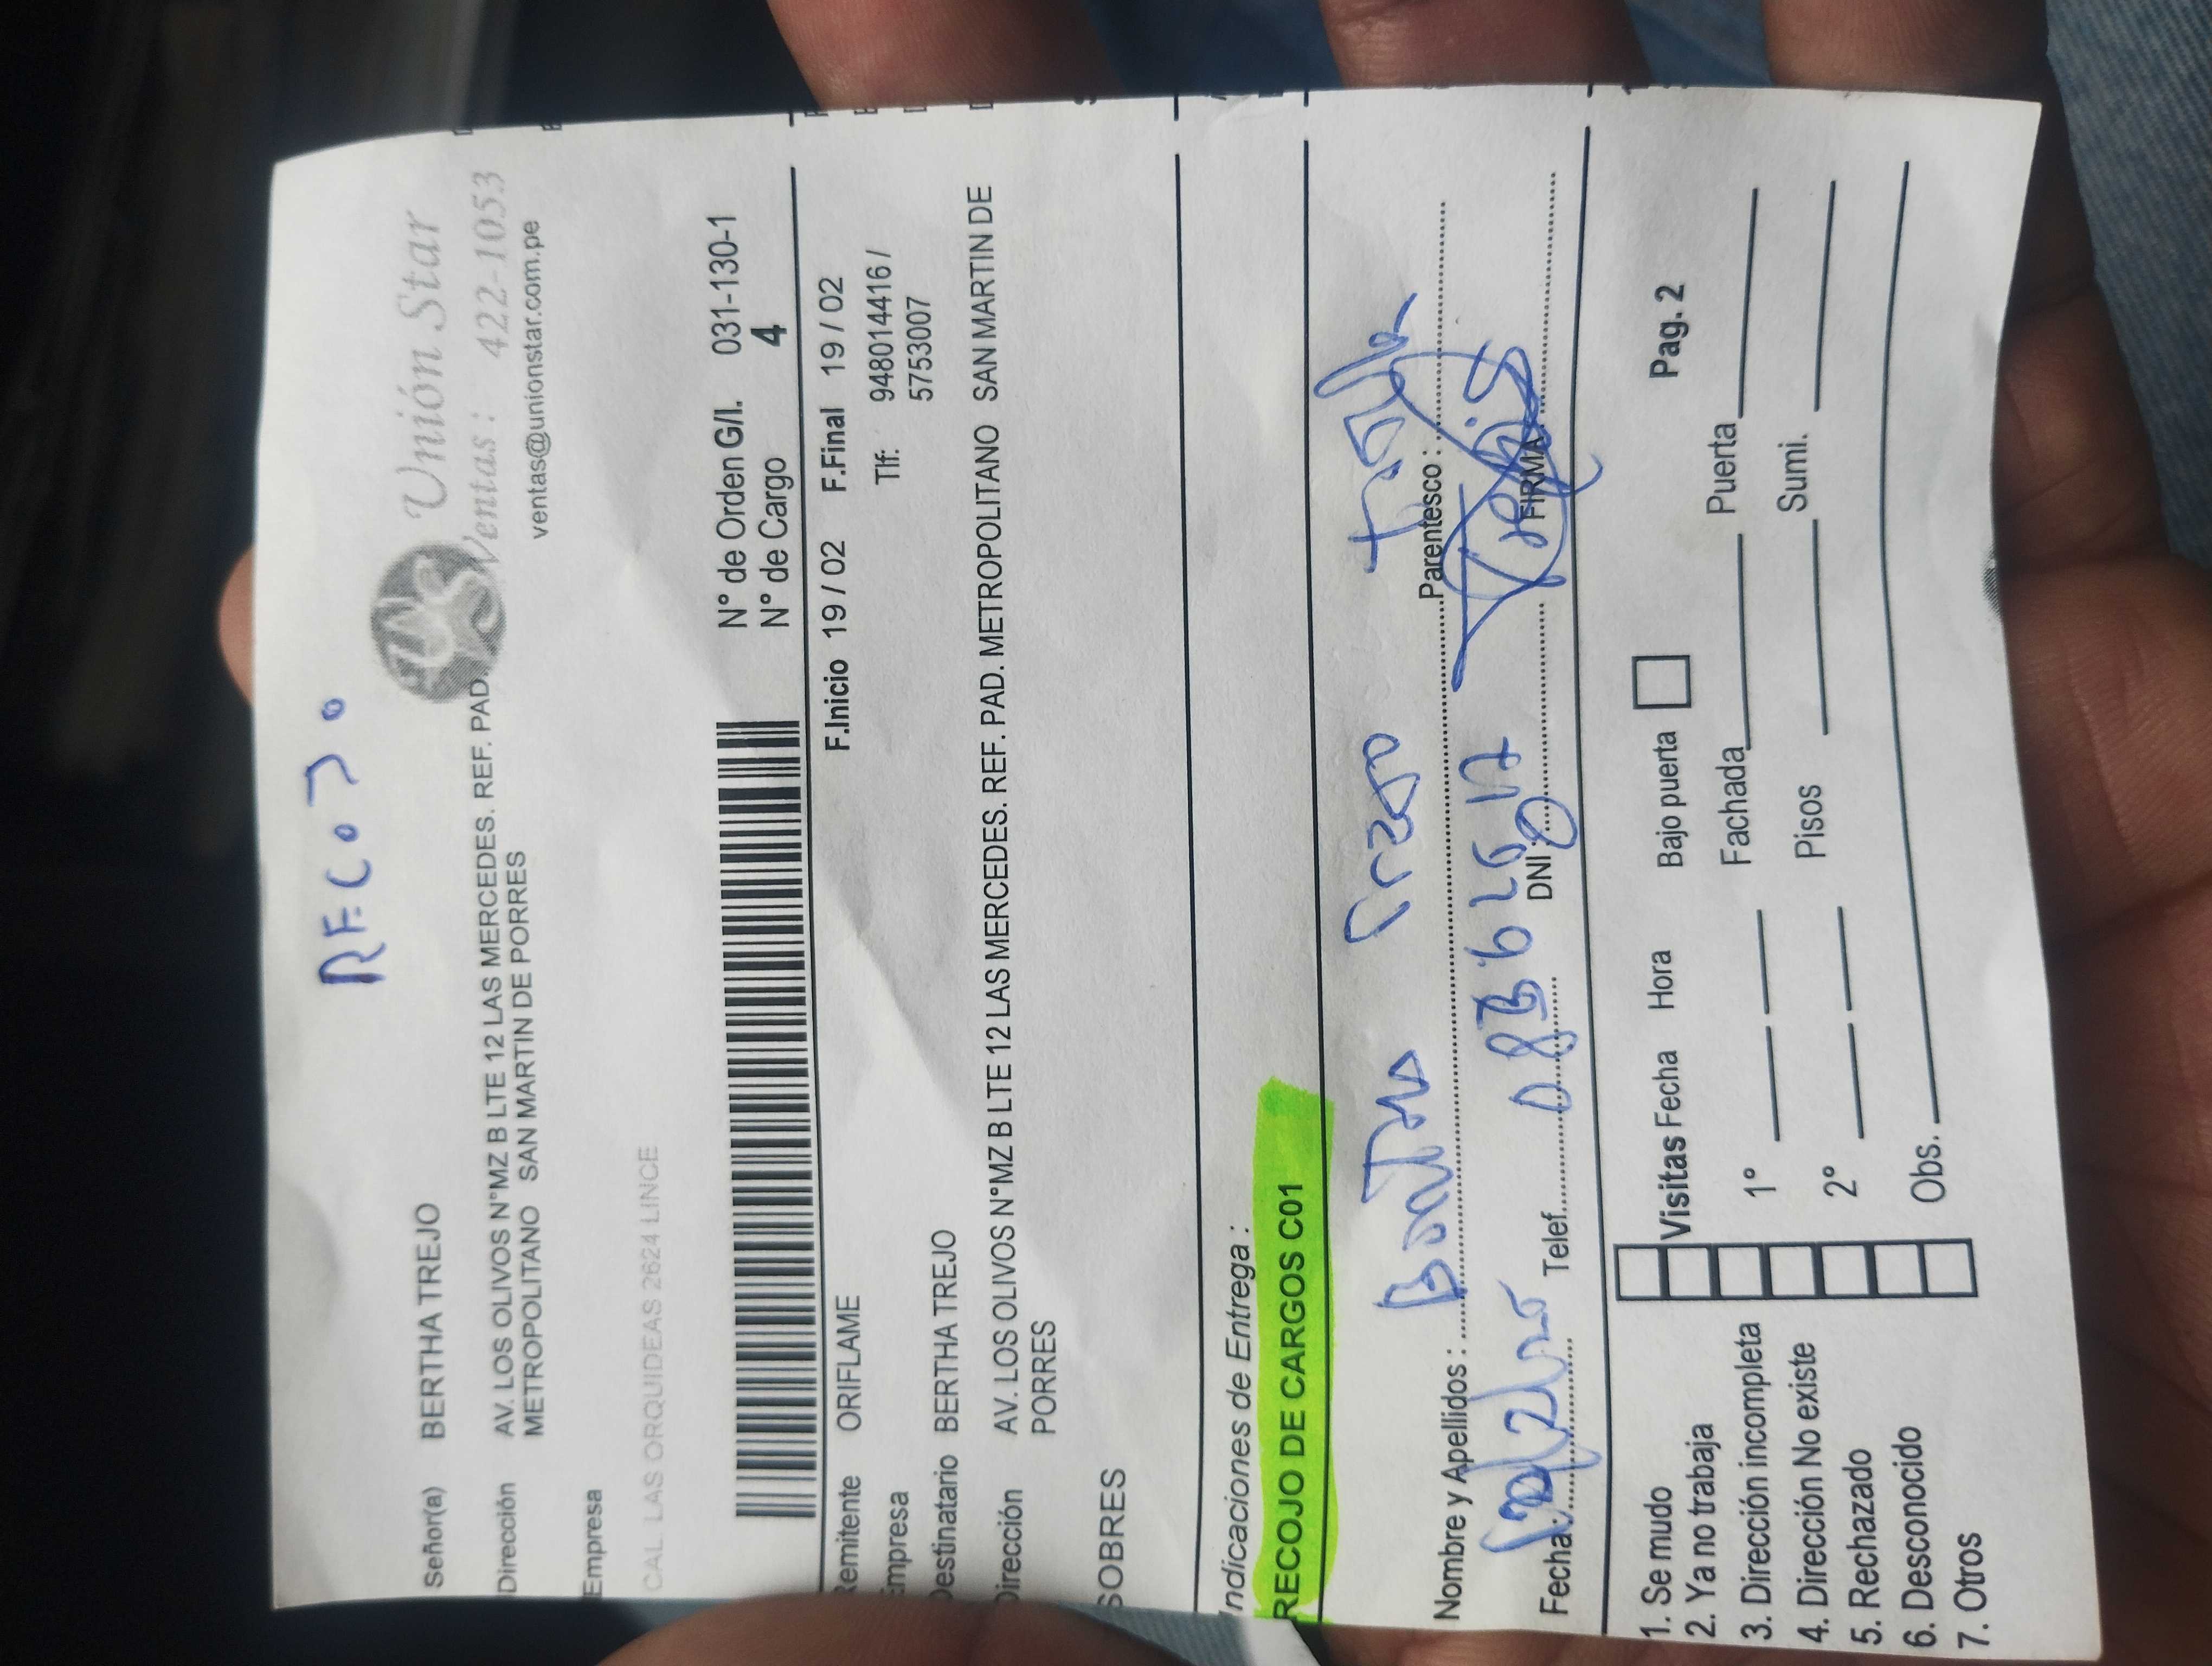 RECOJO
Unión Star
Ventas: 422-1053
ventas@unionstar.com.pe
Señor(a) BERTHA TREJO
Dirección AV. LOS OLIVOS N°MZ B LTE 12 LAS MERCEDES. REF. PAD.
METROPOLITANO SAN MARTIN DE PORRES
Empresa
CAL. LAS ORQUIDEAS 2624 LINCE
N° de Orden G/I. 031-130-1
N° de Cargo 4
Remitente ORIFLAME F.Inicio 19 / 02 F.Final 19 / 02
Empresa Tlf: 948014416 /
5753007
Destinatario BERTHA TREJO
Dirección AV. LOS OLIVOS N°MZ B LTE 12 LAS MERCEDES. REF. PAD. METROPOLITANO SAN MARTIN DE
PORRES
SOBRES
Indicaciones de Entrega :
RECOJO DE CARGOS C01
Nombre y Apellidos : Parentesco :
Fecha: Telef. DNI : FIRMA
1. Se mudo
2. Ya no trabaja
3. Dirección incompleta
4. Dirección No existe
5. Rechazado
6. Desconocido
7. Otros
Visitas Fecha Hora Bajo puerta Pag. 2
1° Fachada Puerta
2° Pisos Sumi.
Obs.